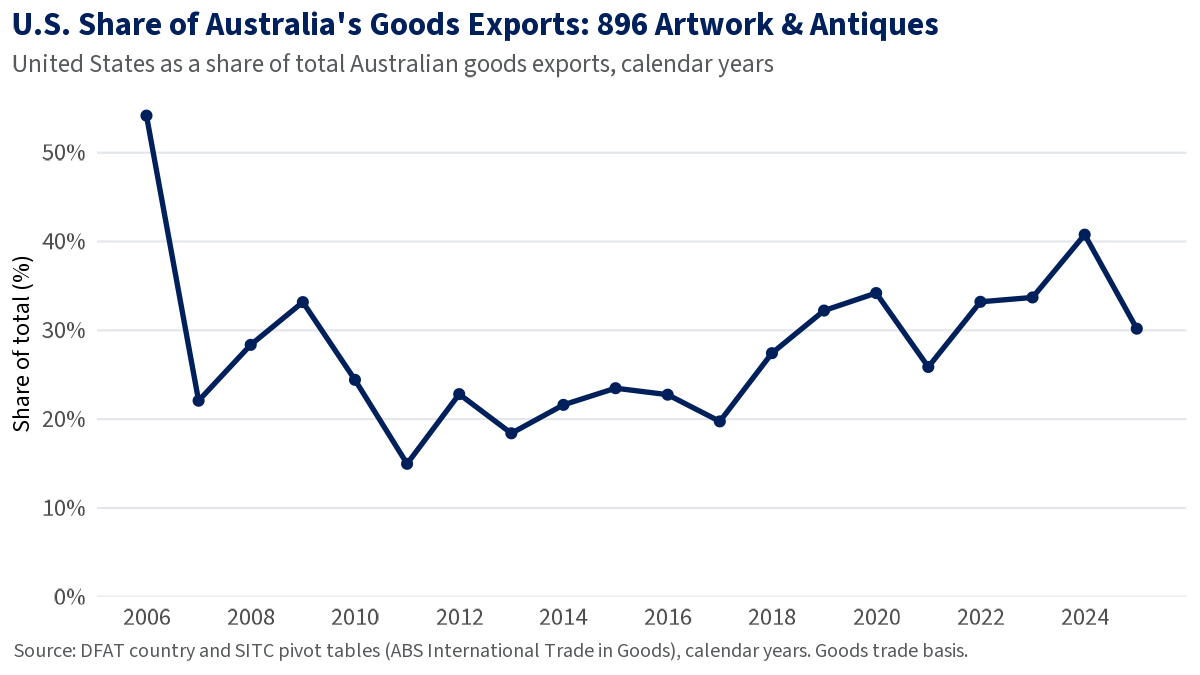 U.S. Share of Australia's Goods Exports: 896 Artwork & Antiques
United States as a share of total Australian goods exports, calendar years
Share of total (%)
50%
40%
30%
20%
10%
0%
2006 2008 2010 2012 2014 2016 2018 2020 2022 2024
Source: DFAT country and SITC pivot tables (ABS International Trade in Goods), calendar years. Goods trade basis.